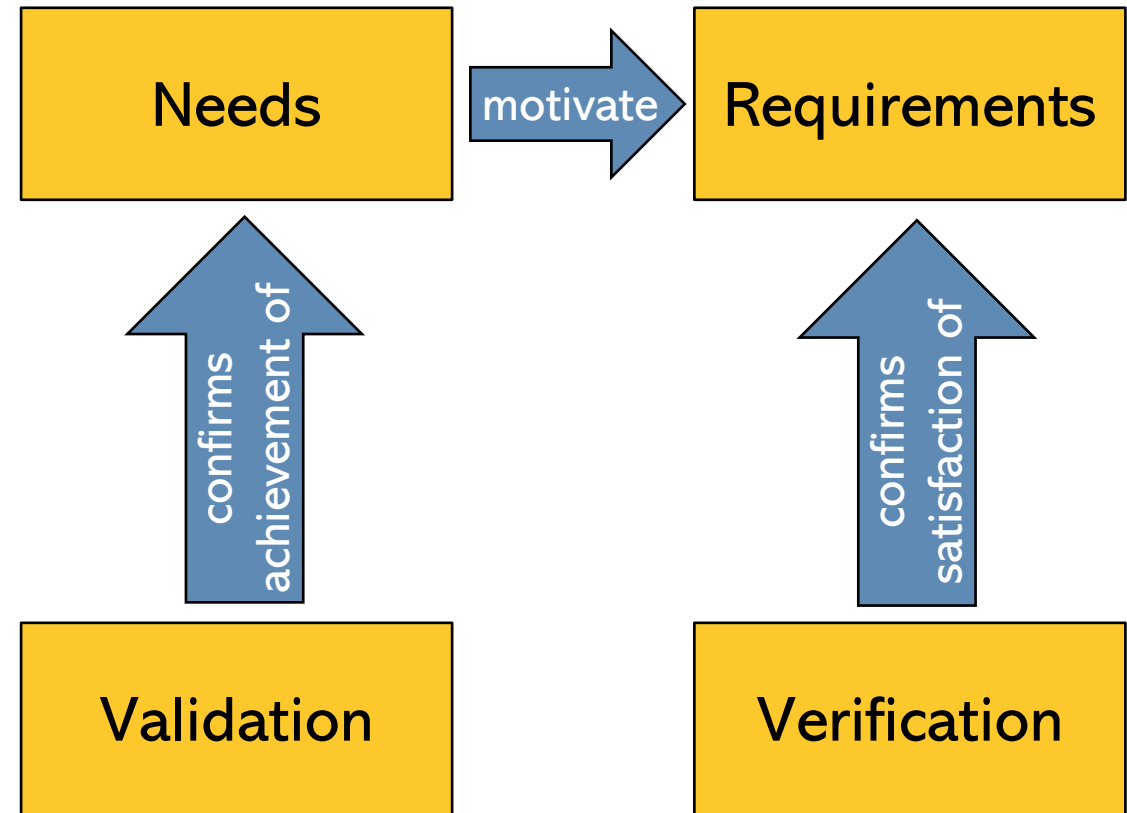 Needs
motivate
Requirements
confirms
achievement of
confirms
satisfaction of
Validation
Verification